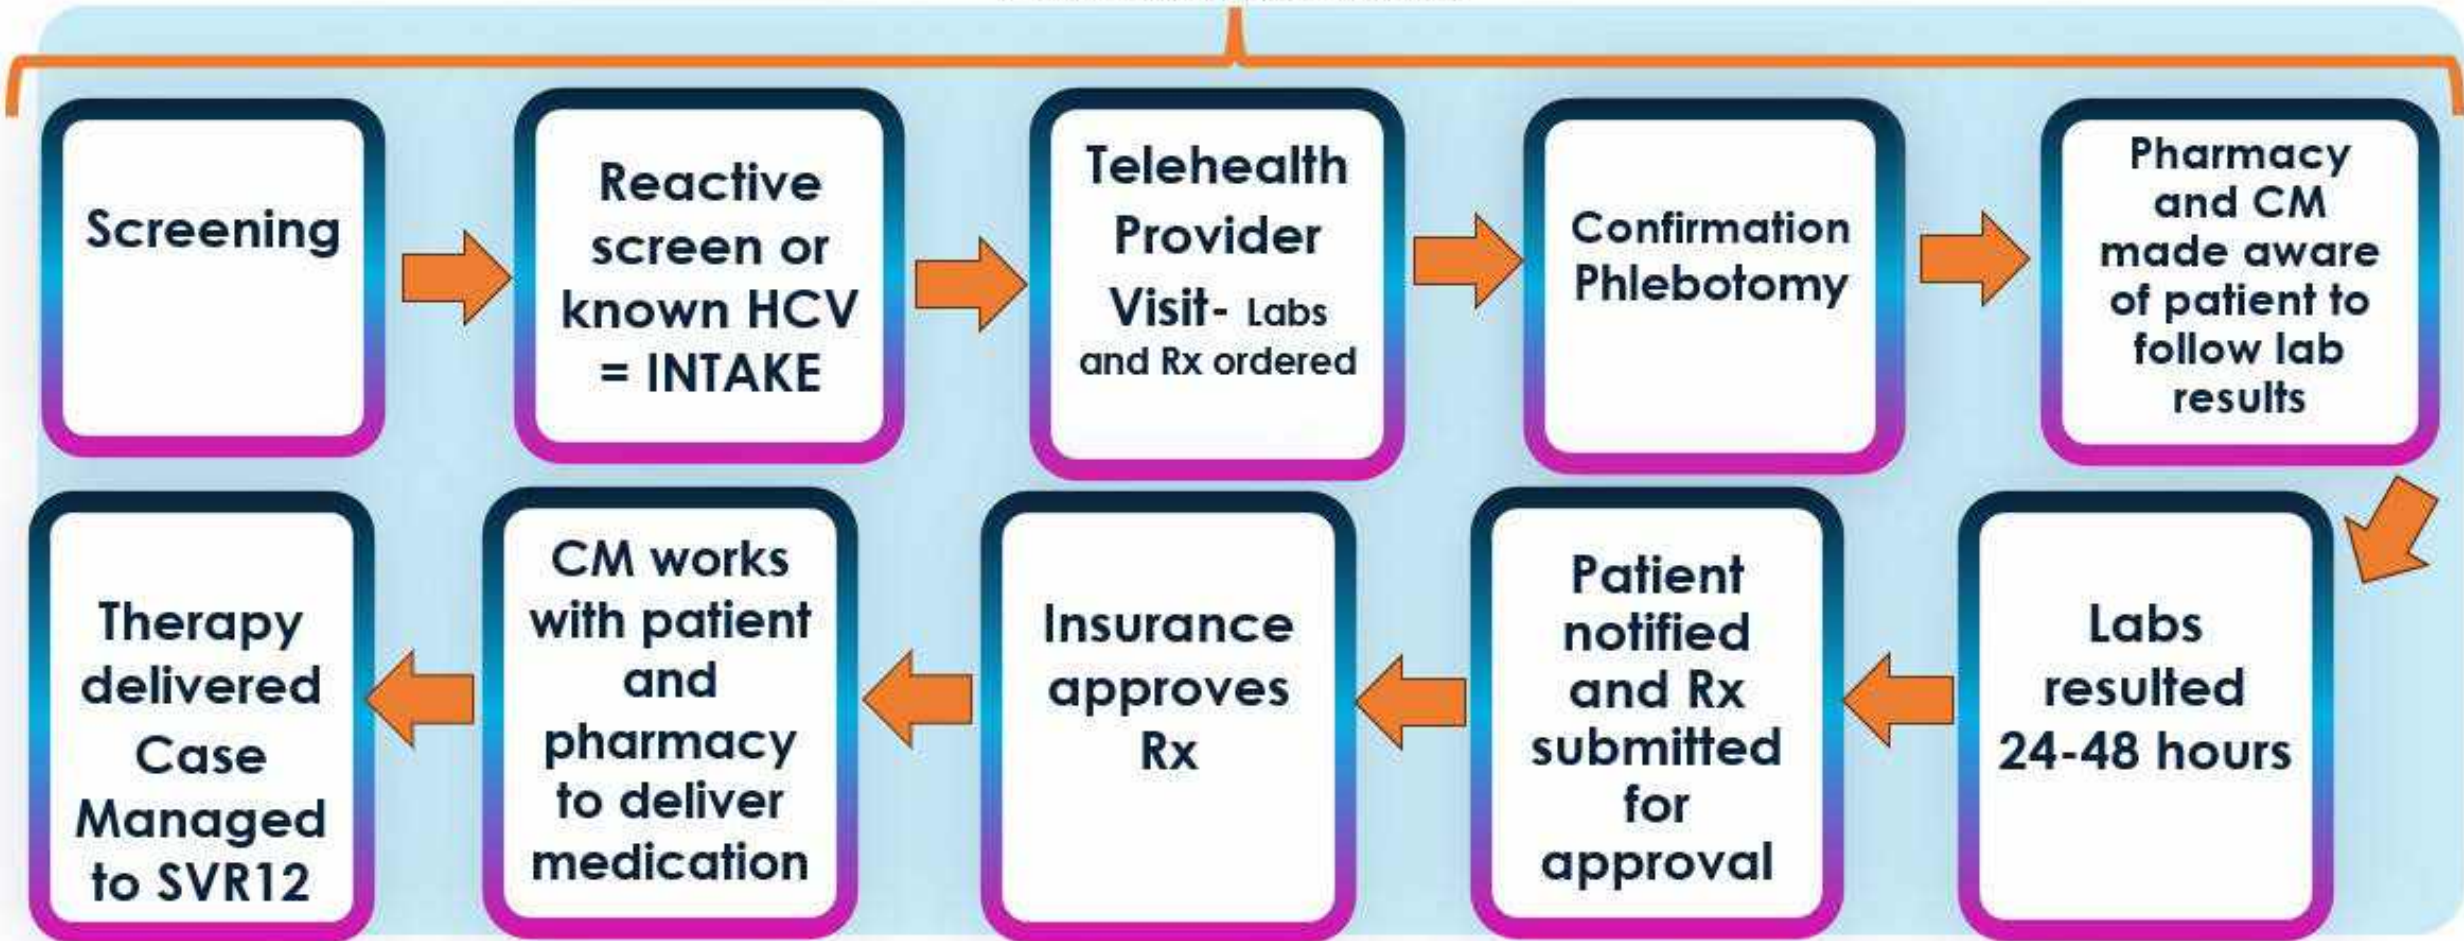 Screening
Reactive
screen or
known HCV
= INTAKE
Telehealth
Provider
Visit- Labs
and Rx ordered
Confirmation
Phlebotomy
Pharmacy
and CM
made aware
of patient to
follow lab
results
Labs
resulted
24-48 hours
Patient
notified
and Rx
submitted
for
approval
Insurance
approves
Rx
CM works
with patient
and
pharmacy
to deliver
medication
Therapy
delivered
Case
Managed
to SVR12